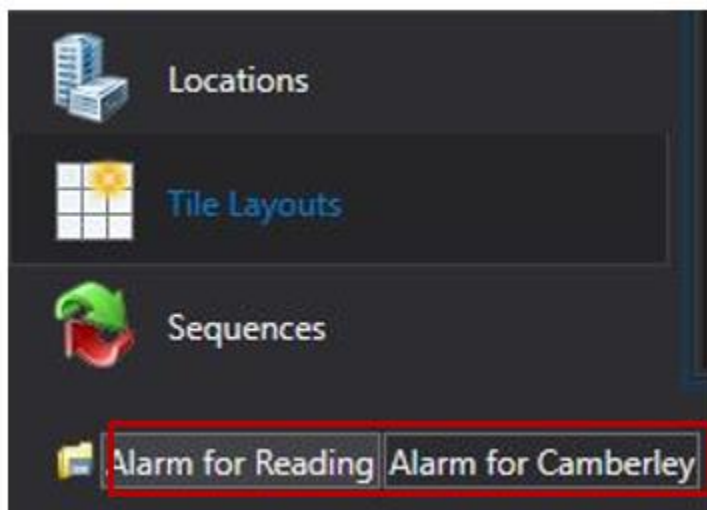 Locations
Tile Layouts
Sequences
Alarm for Reading Alarm for Camberley